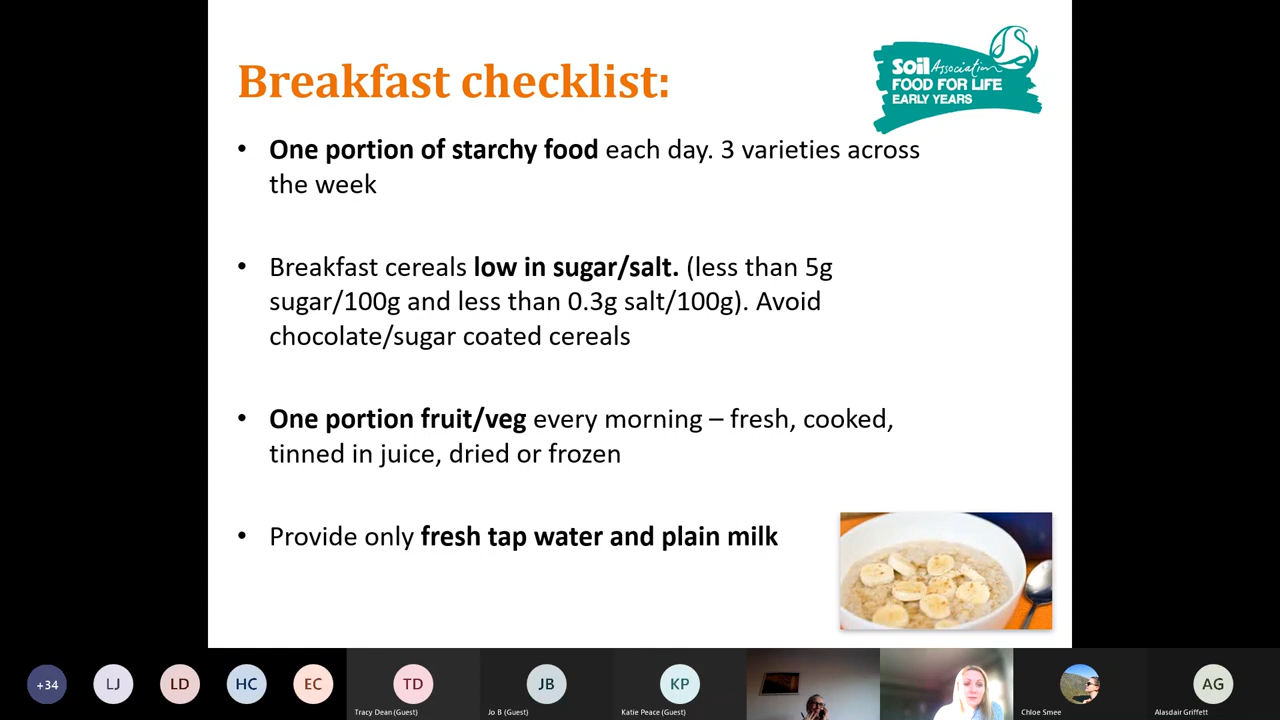 Breakfast checklist:
Soil Association
FOOD FOR LIFE
EARLY YEARS
• One portion of starchy food each day. 3 varieties across
the week
• Breakfast cereals low in sugar/salt. (less than 5g
sugar/100g and less than 0.3g salt/100g). Avoid
chocolate/sugar coated cereals
• One portion fruit/veg every morning – fresh, cooked,
tinned in juice, dried or frozen
• Provide only fresh tap water and plain milk
+34
LJ
LD
HC
EC
TD
JB
KP
AG
Tracy Dean (Guest)
Jo B (Guest)
Katie Peace (Guest)
Chloe Smee
Alasdair Griffett